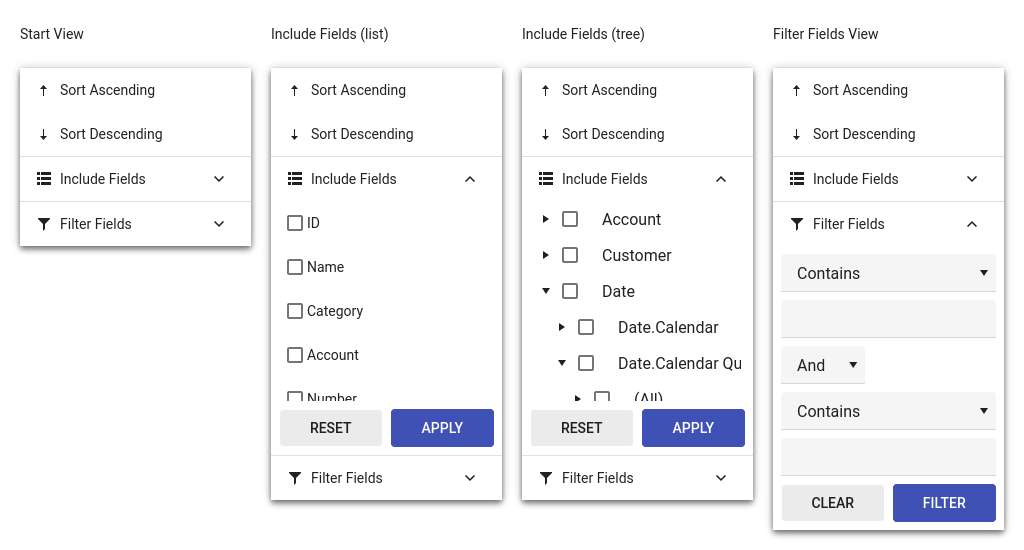 Start View
Sort Ascending
Sort Descending
Include Fields
Filter Fields
Include Fields (list)
Sort Ascending
Sort Descending
Include Fields
ID
Name
Category
Account
Number
RESET
APPLY
Filter Fields
Include Fields (tree)
Sort Ascending
Sort Descending
Include Fields
Account
Customer
Date
Date.Calendar
Date.Calendar Qu
(All)
RESET
APPLY
Filter Fields
Filter Fields View
Sort Ascending
Sort Descending
Include Fields
Filter Fields
Contains
And
Contains
CLEAR
FILTER